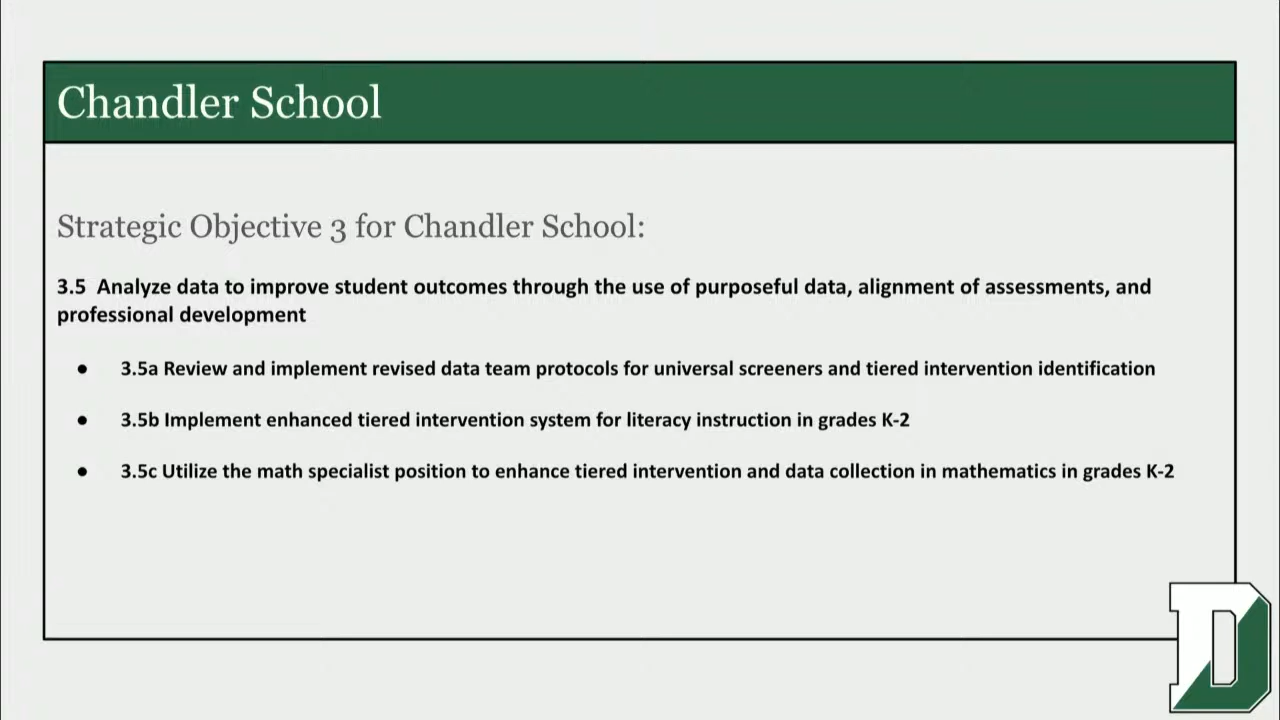 Chandler School
Strategic Objective 3 for Chandler School:
3.5  Analyze data to improve student outcomes through the use of purposeful data, alignment of assessments, and
professional development
● 3.5a Review and implement revised data team protocols for universal screeners and tiered intervention identification
● 3.5b Implement enhanced tiered intervention system for literacy instruction in grades K-2
● 3.5c Utilize the math specialist position to enhance tiered intervention and data collection in mathematics in grades K-2
D